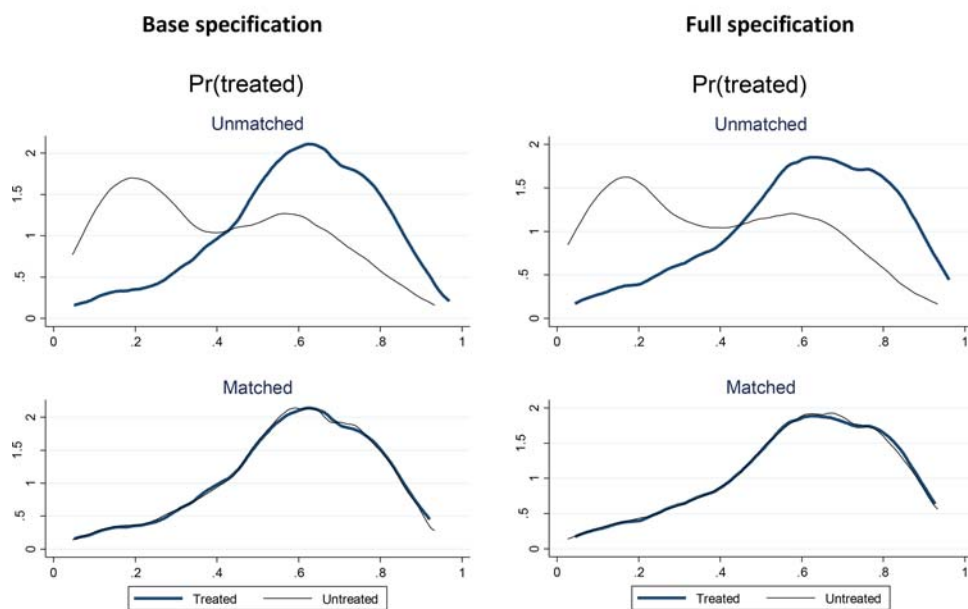 Base specification
Full specification
Pr(treated)
Pr(treated)
Unmatched
Unmatched
2
1.5
1
.5
0
0 .2 .4 .6 .8 1
2
1.5
1
.5
0
0 .2 .4 .6 .8 1
Matched
Matched
2
1.5
1
.5
0
0 .2 .4 .6 .8 1
2
1.5
1
.5
0
0 .2 .4 .6 .8 1
Treated Untreated
Treated Untreated